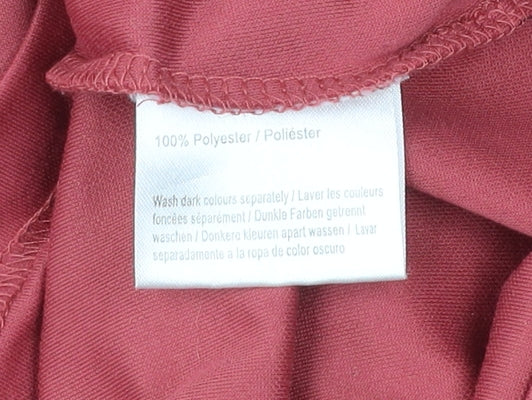 100% Polyester / Poliéster
Wash dark colours separately / Laver les couleurs
foncées séparément / Dunkle Farben getrennt
waschen / Donkere kleuren apart wassen / Lavar
separadamente a la ropa de color oscuro